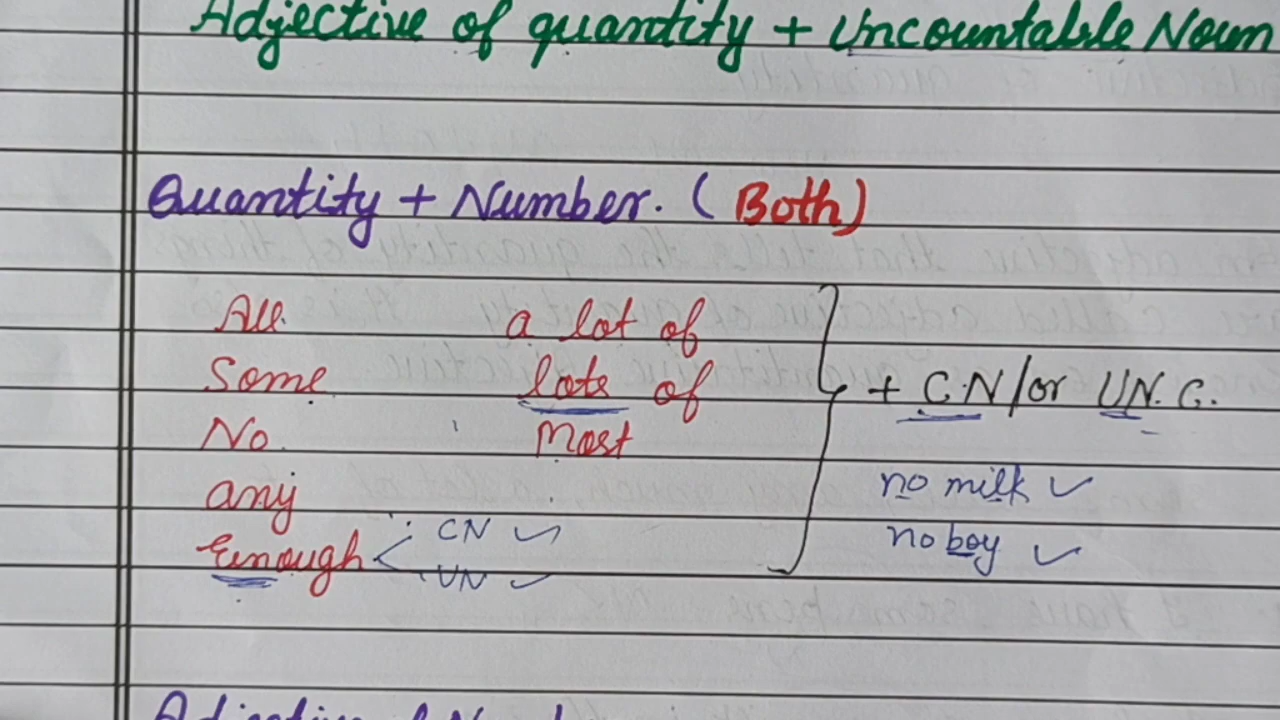 Adjective of quantity + Uncountable Noun
Quantity + Number. (Both)
All a lot of
Some lots of
No. Most
any
Enough CN ✓
UN ✓
+ C.N/or UN.C.
no milk ✓
no boy ✓